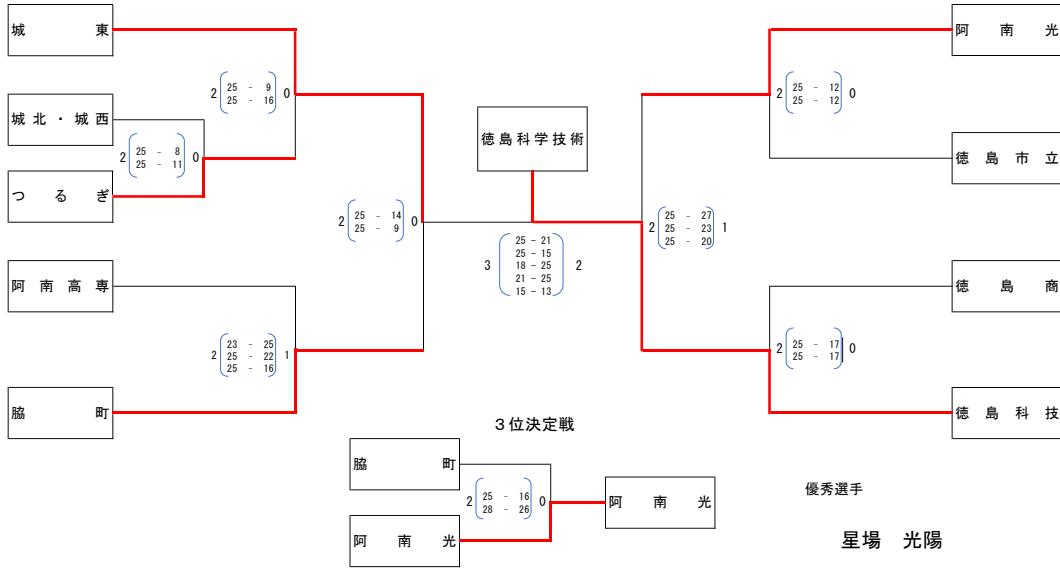 城 東
2 25 - 9 0
25 - 16
城北・城西
2 25 - 8 0
25 - 11
つるぎ
2 25 - 14 0
25 - 9
阿南高専
2 23 - 25 1
25 - 22
25 - 16
脇 町
徳島科学技術
3 25 - 21 2
25 - 15
18 - 25
21 - 25
15 - 13
阿南光
2 25 - 12 0
25 - 12
徳島市立
2 25 - 27 1
25 - 23
25 - 20
徳島商
2 25 - 17 0
25 - 17
徳島科技
3位決定戦
脇 町
2 25 - 16 0
28 - 26
阿南光
阿南光
優秀選手
星場 光陽